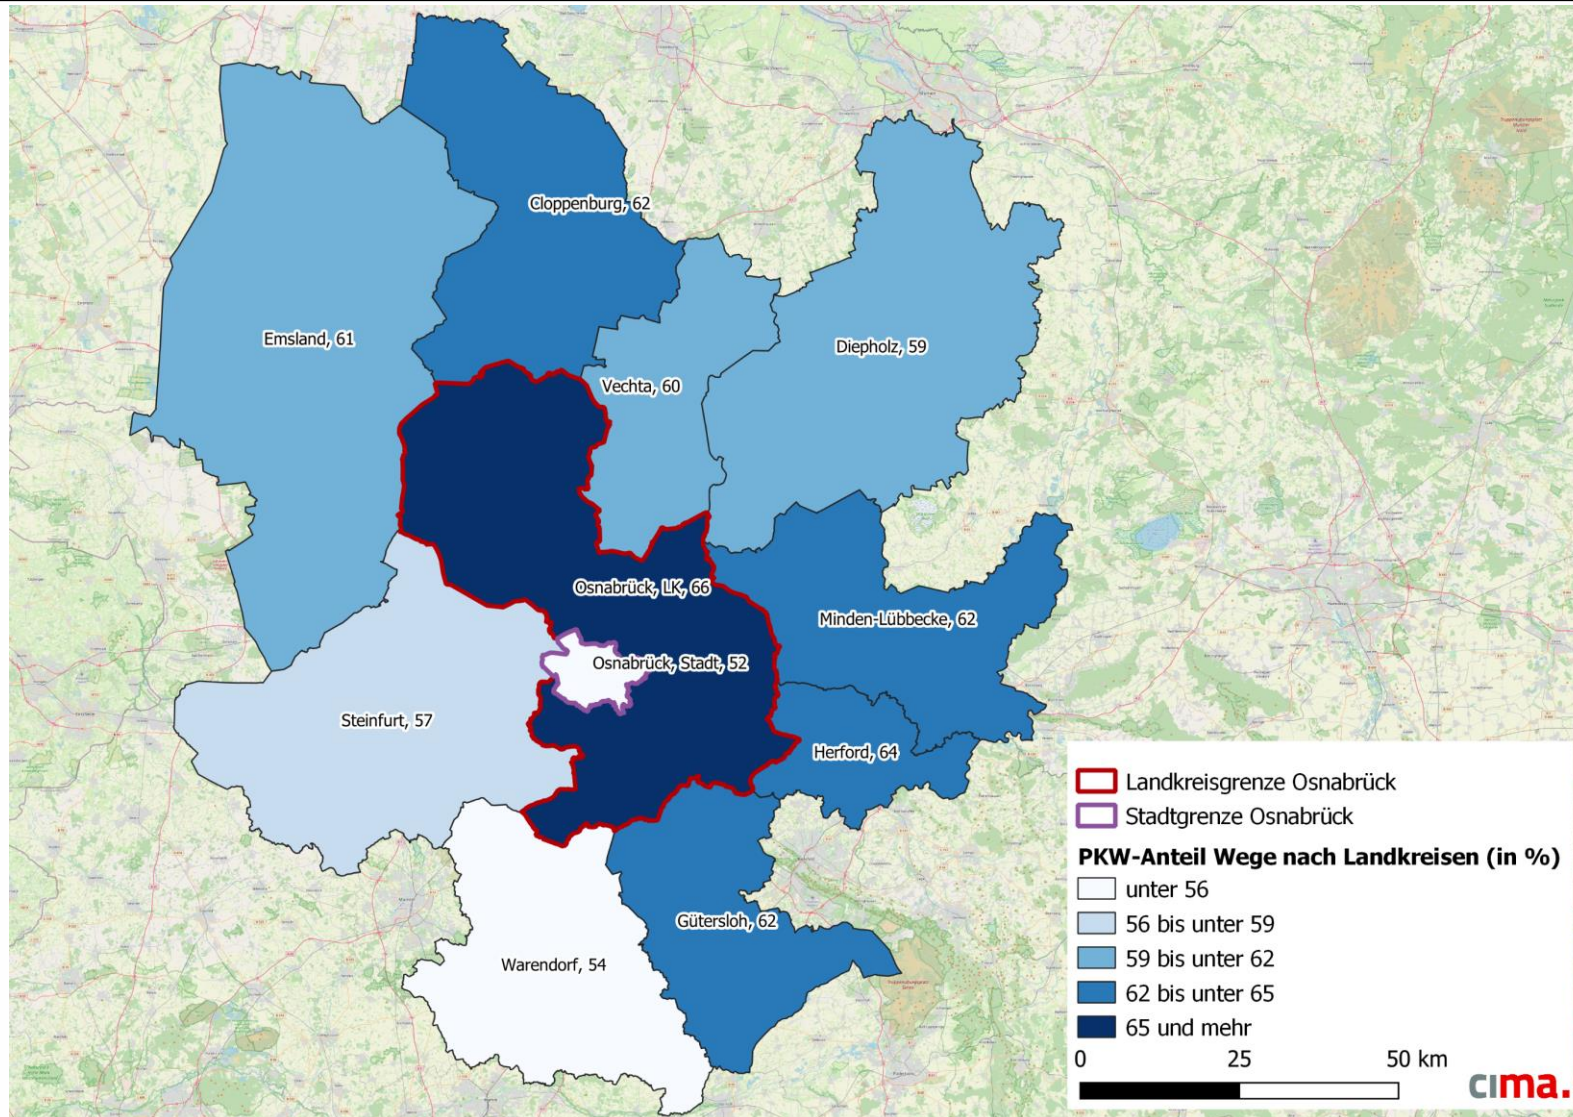 Cloppenburg, 62
Emsland, 61
Diepholz, 59
Vechta, 60
Osnabrück, LK, 66
Minden-Lübbecke, 62
Osnabrück, Stadt, 52
Steinfurt, 57
Herford, 64
Gütersloh, 62
Warendorf, 54
Landkreisgrenze Osnabrück
Stadtgrenze Osnabrück
PKW-Anteil Wege nach Landkreisen (in %)
unter 56
56 bis unter 59
59 bis unter 62
62 bis unter 65
65 und mehr
0 25 50 km
cima.